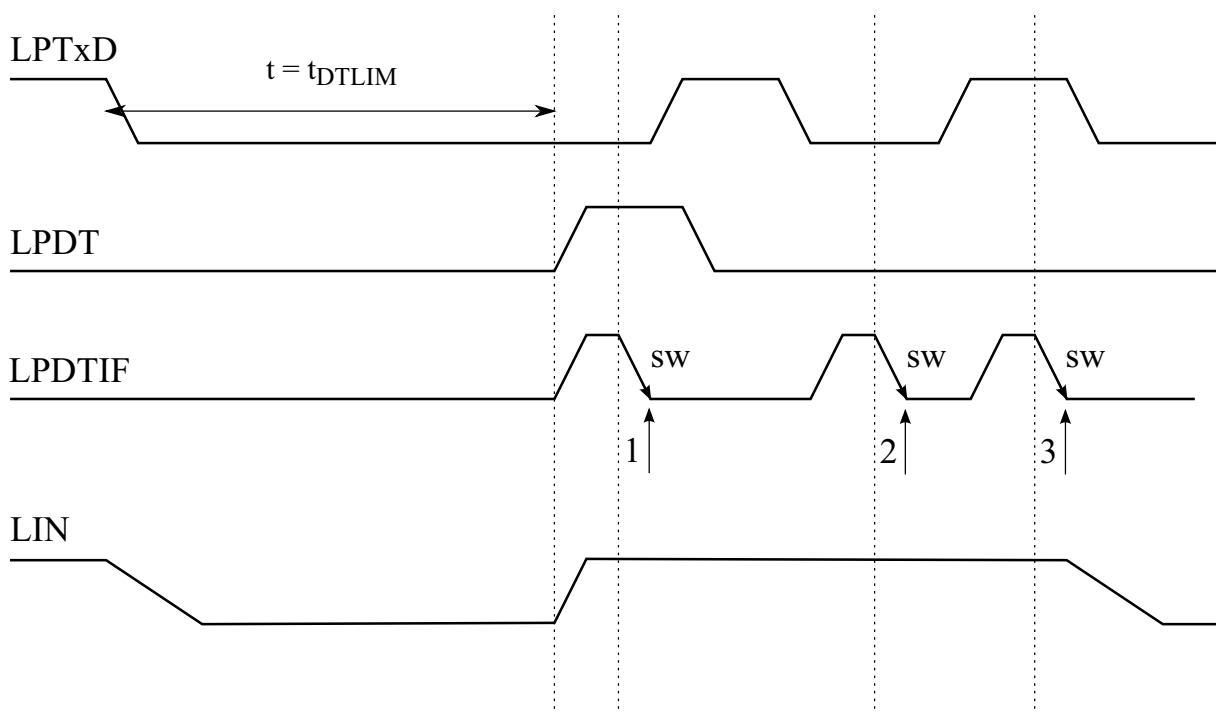 LPTxD
t = tDTLIM
LPDT
LPDTIF
sw
sw
sw
1
2
3
LIN